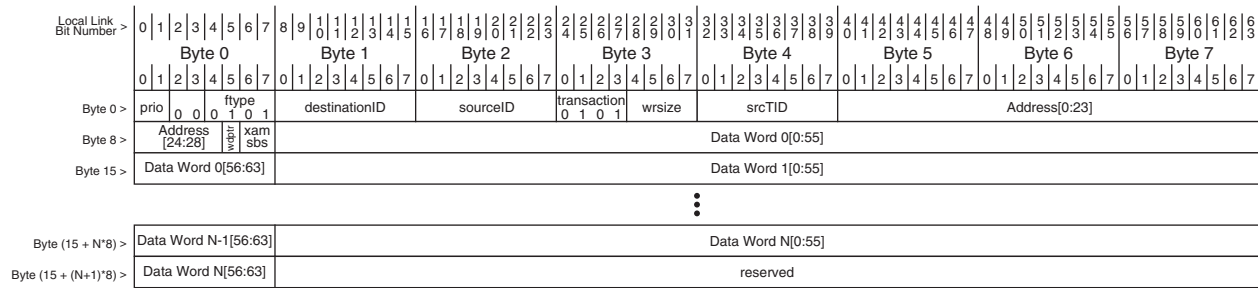 Local Link
Bit Number > 0 1 2 3 4 5 6 7 8 9 10 11 12 13 14 15 16 17 18 19 20 21 22 23 24 25 26 27 28 29 30 31 32 33 34 35 36 37 38 39 40 41 42 43 44 45 46 47 48 49 50 51 52 53 54 55 56 57 58 59 60 61 62 63
Byte 0 Byte 1 Byte 2 Byte 3 Byte 4 Byte 5 Byte 6 Byte 7
0 1 2 3 4 5 6 7 0 1 2 3 4 5 6 7 0 1 2 3 4 5 6 7 0 1 2 3 4 5 6 7 0 1 2 3 4 5 6 7 0 1 2 3 4 5 6 7 0 1 2 3 4 5 6 7 0 1 2 3 4 5 6 7
Byte 0 > prio 0 0 ftype 0 1 0 1 destinationID sourceID transaction 0 1 0 1 wrsize srcTID Address[0:23]
Byte 8 > Address [24:28] wdptr xam sbs Data Word 0[0:55]
Byte 15 > Data Word 0[56:63] Data Word 1[0:55]
Byte (15 + N*8) > Data Word N-1[56:63] Data Word N[0:55]
Byte (15 + (N+1)*8) > Data Word N[56:63] reserved